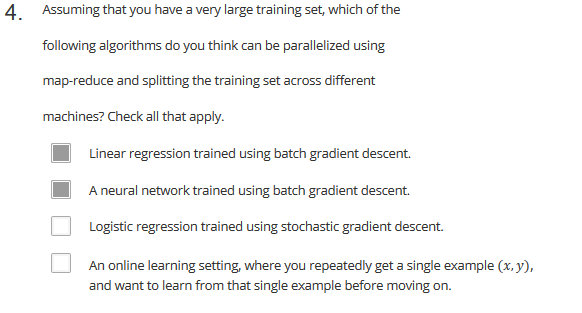 4. Assuming that you have a very large training set, which of the
following algorithms do you think can be parallelized using
map-reduce and splitting the training set across different
machines? Check all that apply.
Linear regression trained using batch gradient descent.
A neural network trained using batch gradient descent.
Logistic regression trained using stochastic gradient descent.
An online learning setting, where you repeatedly get a single example (x, y),
and want to learn from that single example before moving on.